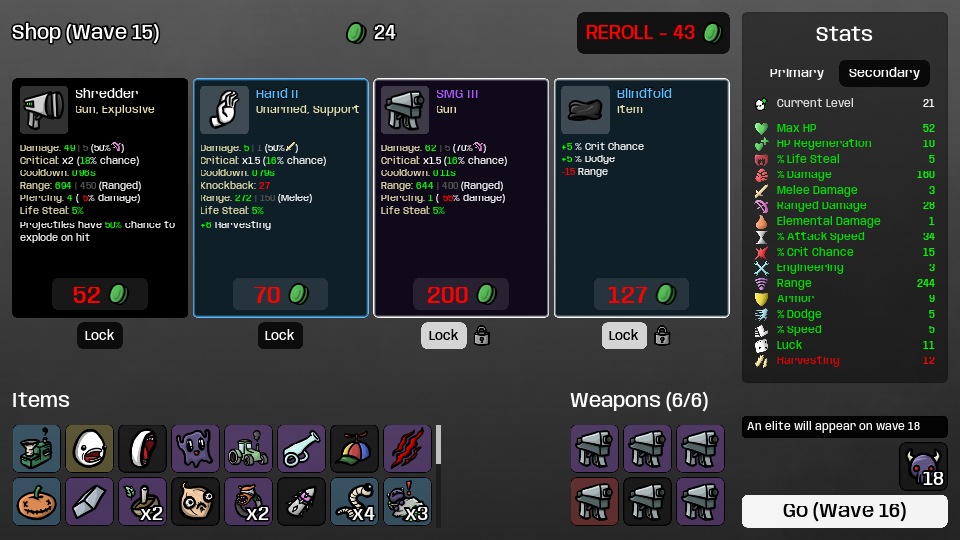 Shop (Wave 15)
24
REROLL - 43
Shredder
Gun, Explosive
Damage: 49 | 5 (50%)
Critical: x2 (18% chance)
Cooldown: 0.96s
Range: 694 | 450 (Ranged)
Piercing: 4 (-5% damage)
Life Steal: 5%
Projectiles have 50% chance to
explode on hit
52
Lock
Hand II
Unarmed, Support
Damage: 5 | 1 (50%)
Critical: x1.5 (16% chance)
Cooldown: 0.79s
Knockback: 27
Range: 272 | 150 (Melee)
Life Steal: 5%
+6 Harvesting
70
Lock
SMG III
Gun
Damage: 62 | 5 (70%)
Critical: x1.5 (16% chance)
Cooldown: 0.11s
Range: 644 | 400 (Ranged)
Life Steal: 5%
200
Lock
Blindfold
Item
+5 % Crit Chance
+5 % Dodge
-15 Range
127
Lock
Stats
Primary
Secondary
Current Level 21
Max HP 52
HP Regeneration 10
% Life Steal 5
% Damage 160
Melee Damage 3
Ranged Damage 28
Elemental Damage 1
% Attack Speed 34
% Crit Chance 15
Engineering 3
Range 244
Armor 9
% Dodge 5
% Speed 5
Luck 11
Harvesting 12
Items
x2
x2
x4
x3
Weapons (6/6)
An elite will appear on wave 18
18
Go (Wave 16)